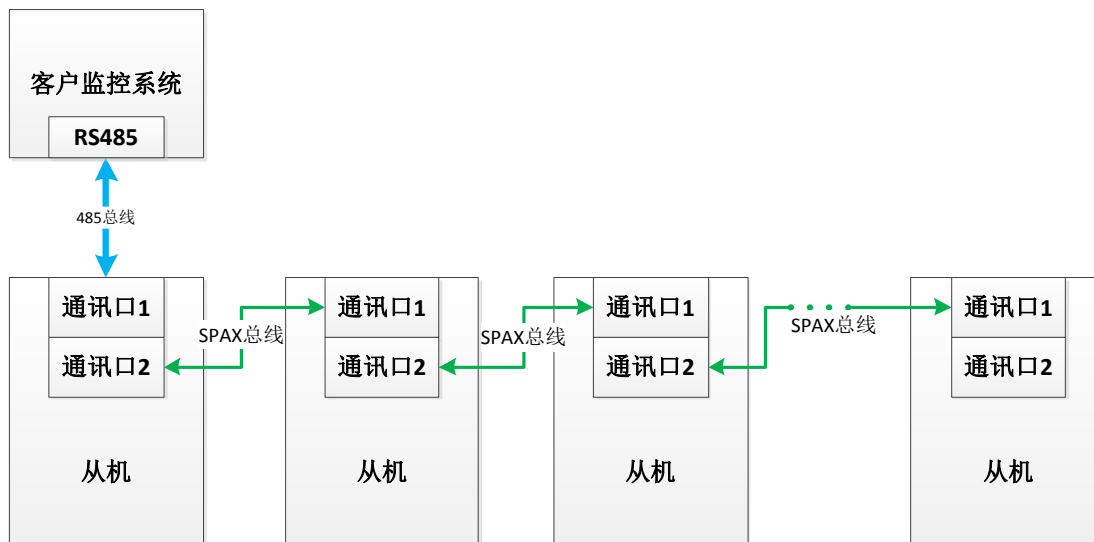 客户监控系统
RS485
485总线
通讯口1
通讯口1
通讯口1
通讯口1
SPAX总线
SPAX总线
SPAX总线
通讯口2
通讯口2
通讯口2
通讯口2
从机
从机
从机
从机